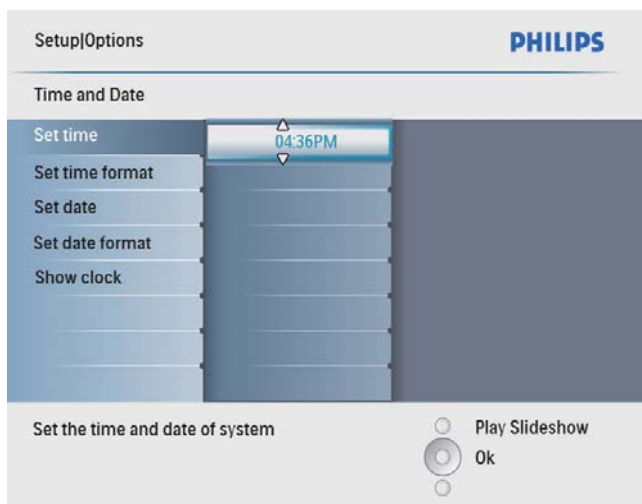 Setup|Options
PHILIPS
Time and Date
Set time
04:36PM
Set time format
Set date
Set date format
Show clock
Set the time and date of system
Play Slideshow
Ok